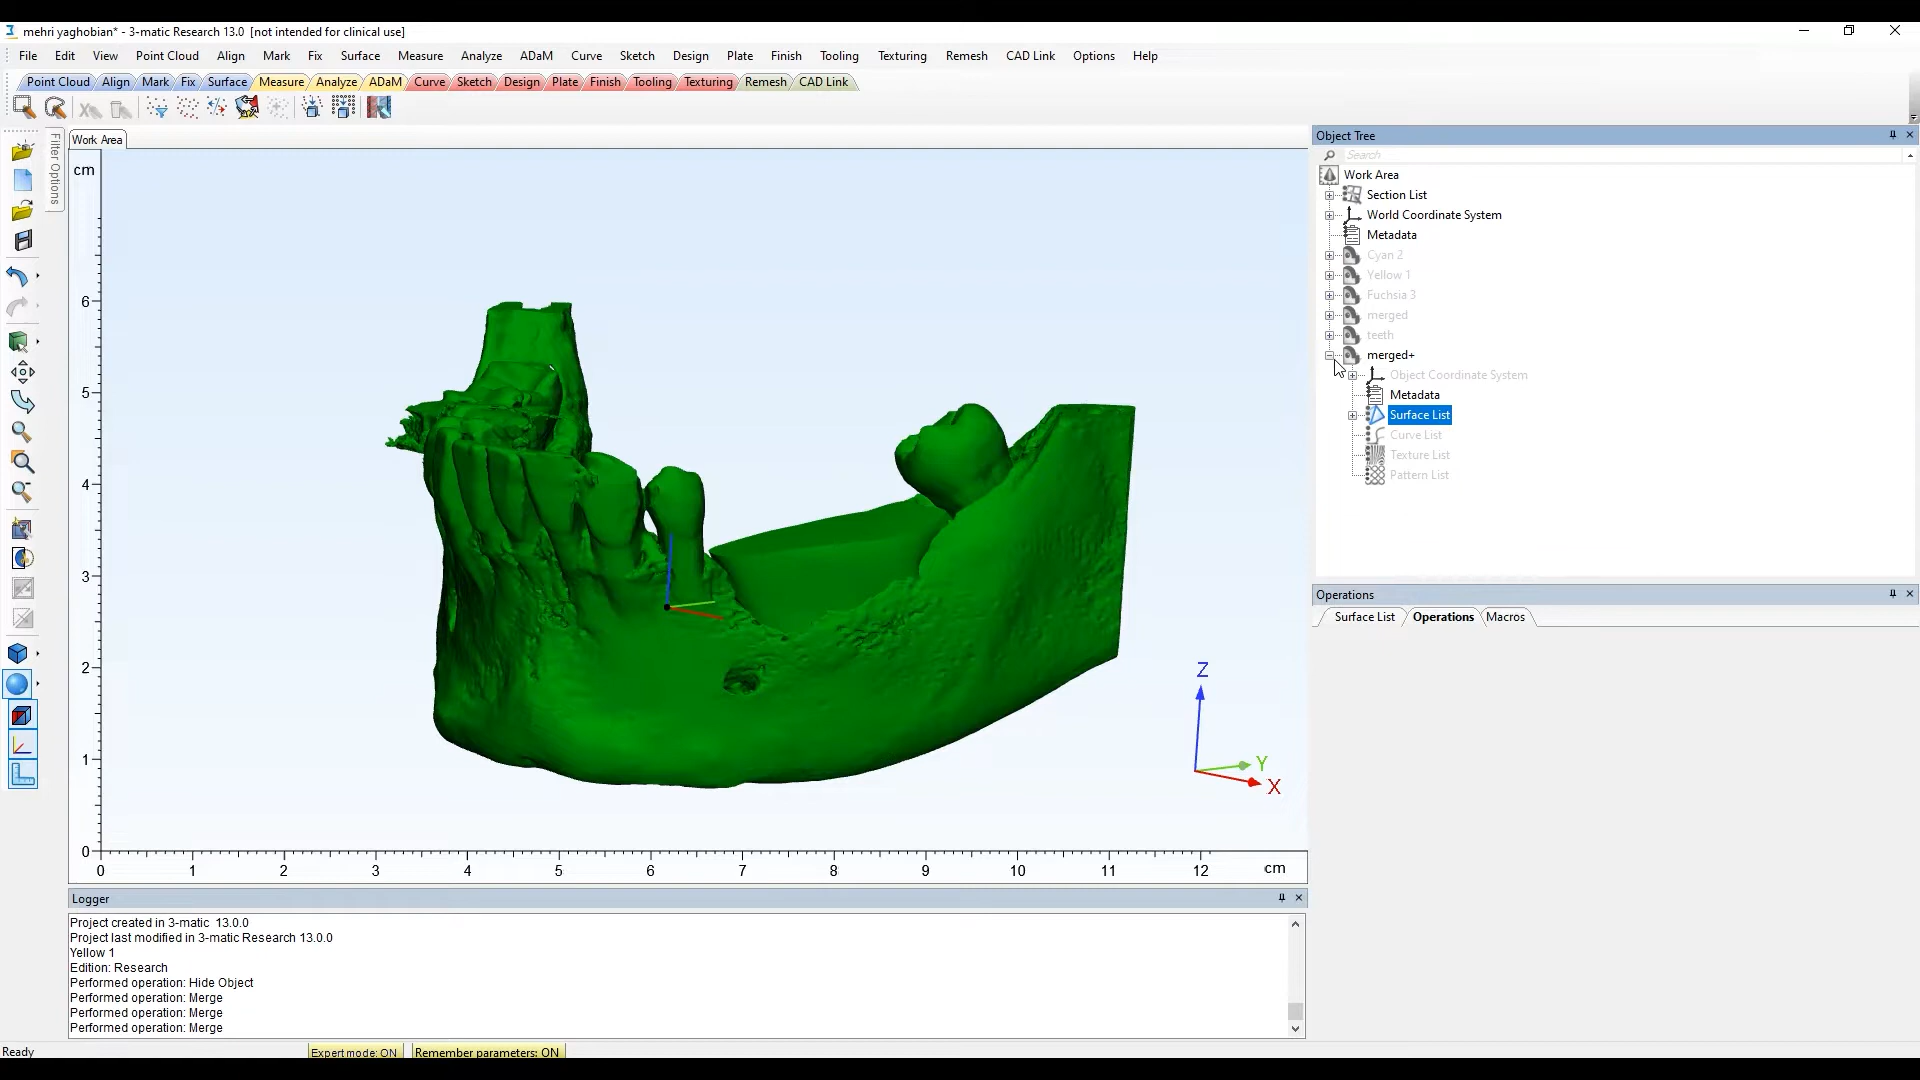 mehri yaghobian* - 3-matic Research 13.0 [not intended for clinical use]
File Edit View Point Cloud Align Mark Fix Surface Measure Analyze ADaM Curve Sketch Design Plate Finish Tooling Texturing Remesh CAD Link Options Help
Point Cloud Align Mark Fix Surface Measure Analyze ADaM Curve Sketch Design Plate Finish Tooling Texturing Remesh CAD Link
Filter Options
Work Area
cm
6
5
4
3
2
1
0
0 1 2 3 4 5 6 7 8 9 10 11 12 cm
Z
Y
X
Object Tree
Search
Work Area
Section List
World Coordinate System
Metadata
Cyan 2
Yellow 1
Fuchsia 3
merged
teeth
merged+
Object Coordinate System
Metadata
Surface List
Curve List
Texture List
Pattern List
Operations
Surface List Operations Macros
Logger
Project created in 3-matic 13.0.0
Project last modified in 3-matic Research 13.0.0
Yellow 1
Edition: Research
Performed operation: Hide Object
Performed operation: Merge
Performed operation: Merge
Performed operation: Merge
Ready Expert mode: ON Remember parameters: ON